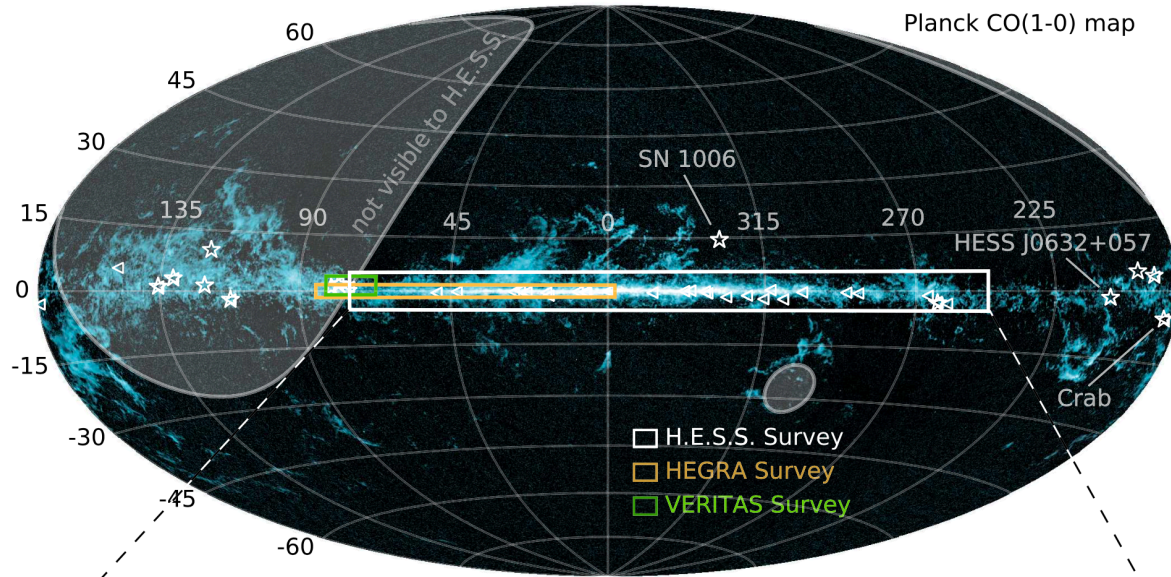 Planck CO(1-0) map
60
45
30
15
0
-15
-30
-45
-60
not visible to H.E.S.S.
135
90
45
0
315
270
225
SN 1006
HESS J0632+057
Crab
H.E.S.S. Survey
HEGRA Survey
VERITAS Survey